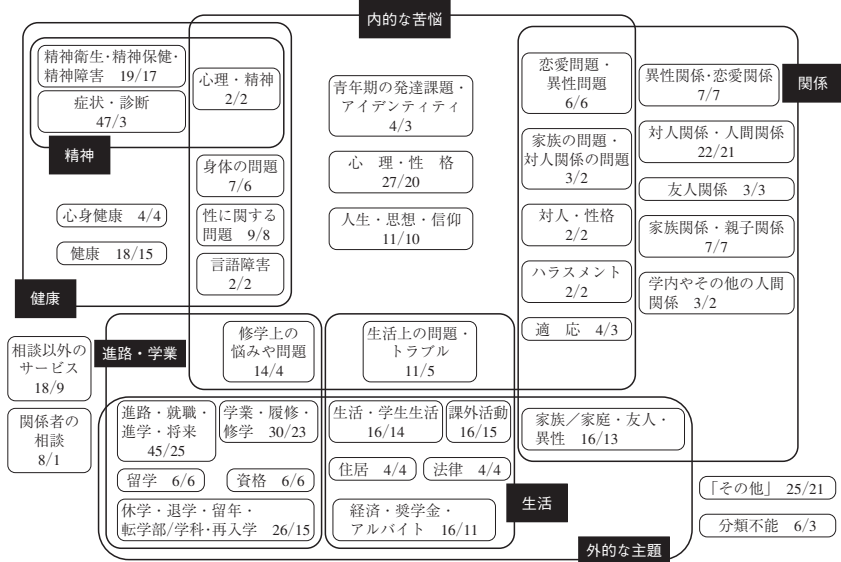 内的な苦悩
精神衛生・精神保健・
精神障害 19/17
症状・診断
47/3
精神
心理・精神
2/2
身体の問題
7/6
性に関する
問題 9/8
言語障害
2/2
心身健康 4/4
健康 18/15
健康
青年期の発達課題・
アイデンティティ
4/3
心 理・性 格
27/20
人生・思想・信仰
11/10
恋愛問題・
異性問題
6/6
家族の問題・
対人関係の問題
3/2
対人・性格
2/2
ハラスメント
2/2
適 応 4/3
異性関係・恋愛関係
7/7
関係
対人関係・人間関係
22/21
友人関係 3/3
家族関係・親子関係
7/7
学内やその他の人間
関係 3/2
相談以外の
サービス
18/9
関係者の
相談
8/1
進路・学業
修学上の
悩みや問題
14/4
生活上の問題・
トラブル
11/5
進路・就職・
進学・将来
45/25
学業・履修・
修学 30/23
留学 6/6
資格 6/6
休学・退学・留年・
転学部/学科・再入学 26/15
生活・学生生活
16/14
課外活動
16/15
住居 4/4
法律 4/4
経済・奨学金・
アルバイト 16/11
生活
家族／家庭・友人・
異性 16/13
外的な主題
「その他」 25/21
分類不能 6/3